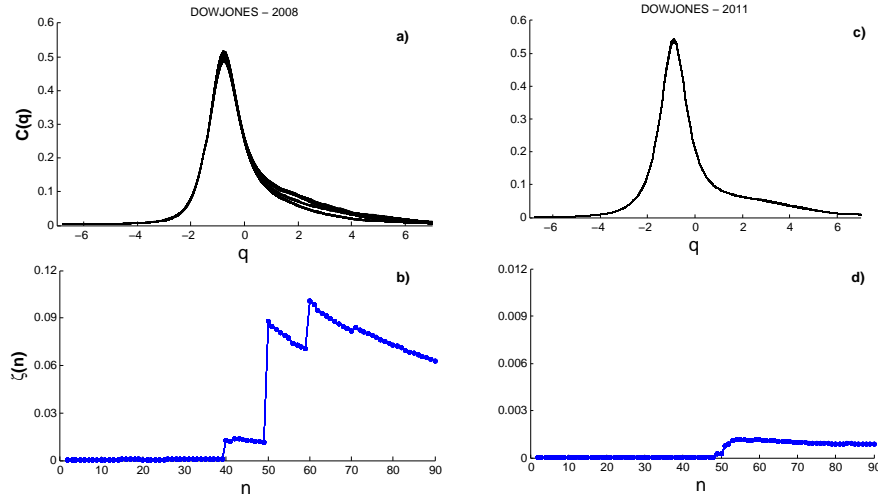 DOWJONES – 2008
a)
0.6
0.5
0.4
0.3
0.2
0.1
0
C(q)
−6 −4 −2 0 2 4 6
q
DOWJONES – 2011
c)
0.6
0.5
0.4
0.3
0.2
0.1
0
−6 −4 −2 0 2 4 6
q
b)
0.12
0.09
0.06
0.03
0
ζ(n)
0 10 20 30 40 50 60 70 80 90
n
d)
0.012
0.009
0.006
0.003
0
0 10 20 30 40 50 60 70 80 90
n